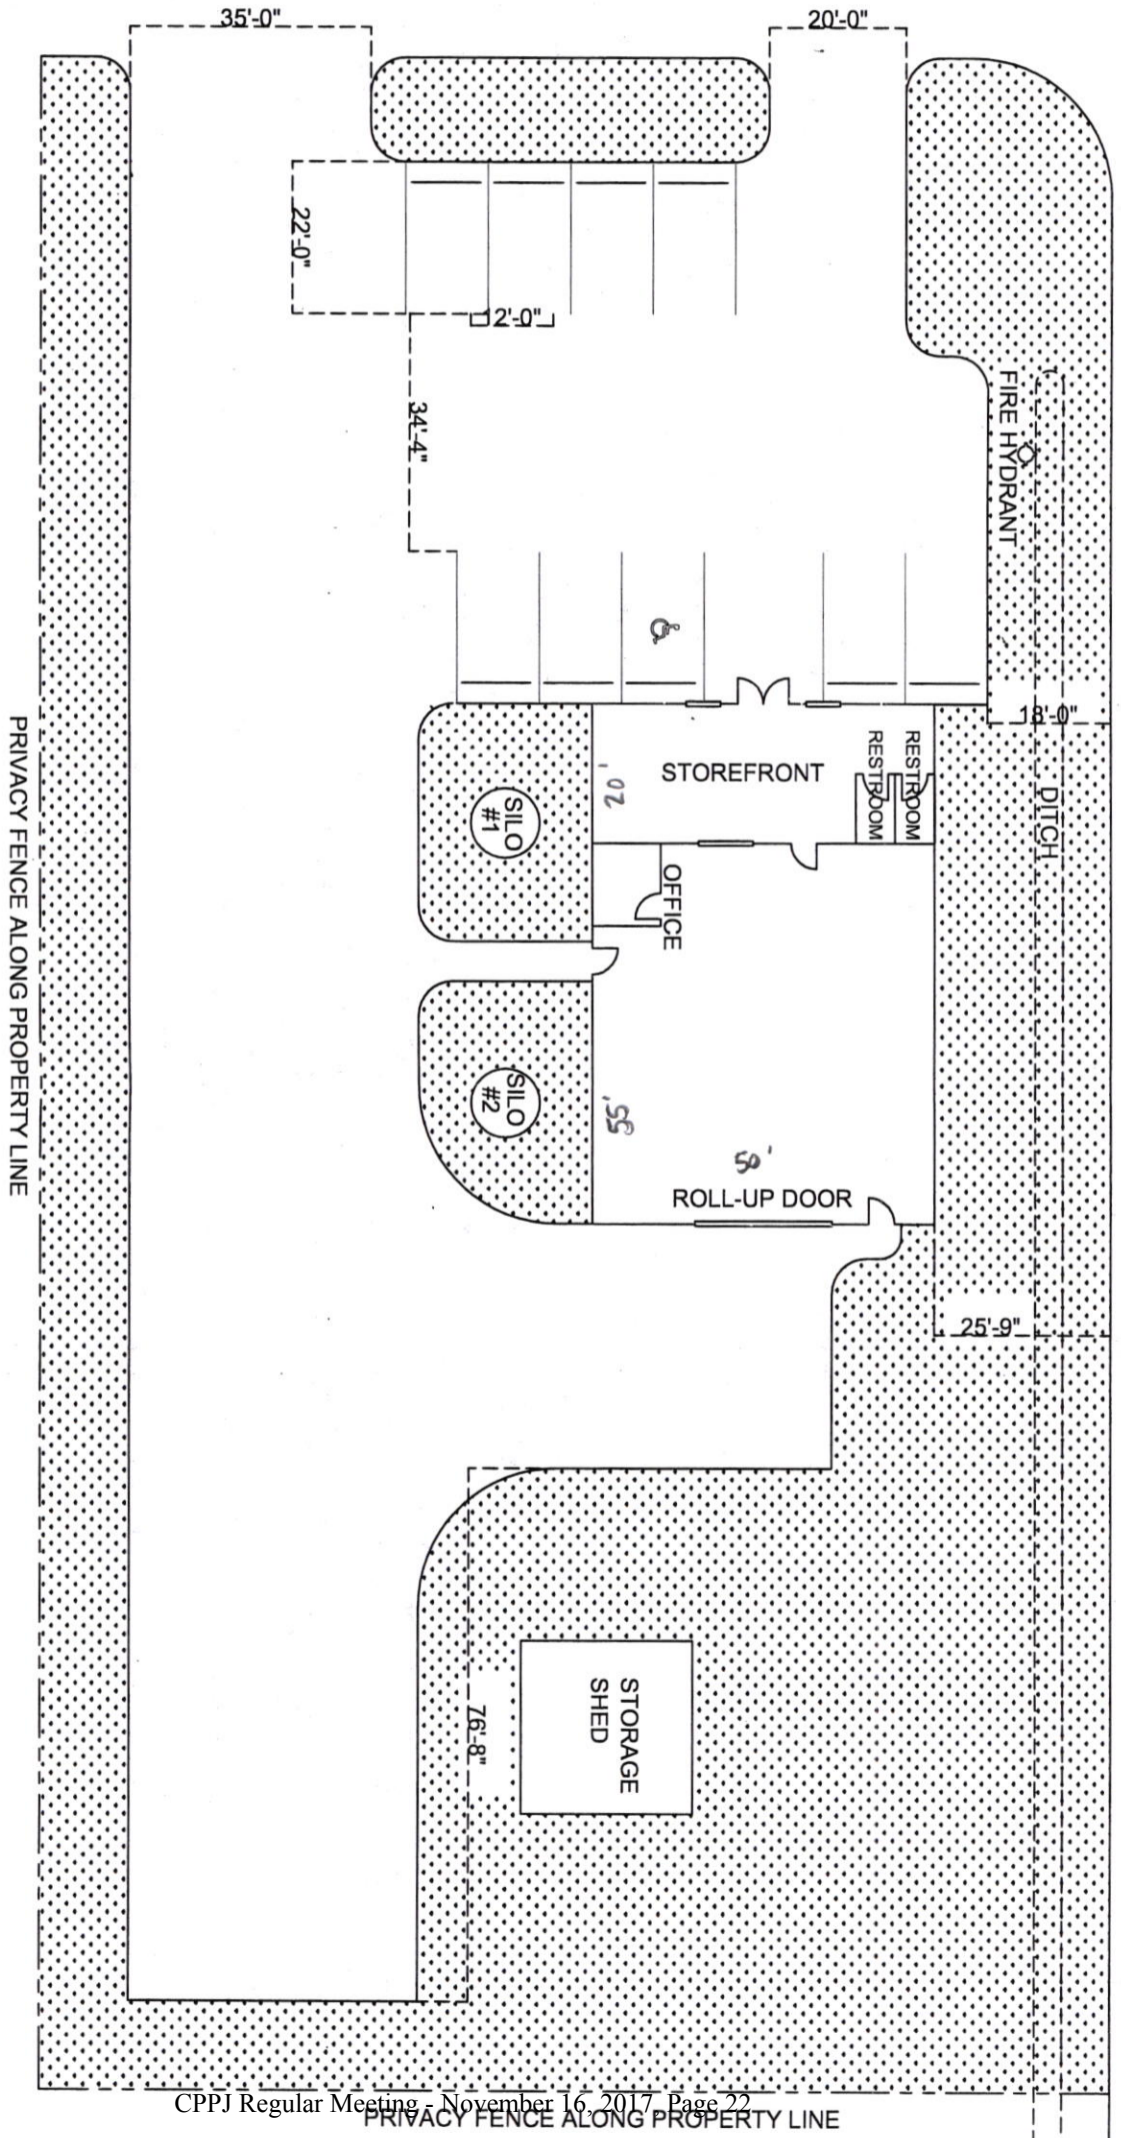 35'-0"
20'-0"
22'-0"
2'-0"
34'-4"
FIRE HYDRANT
18'-0"
STOREFRONT
RESTROOM
RESTROOM
20'
SILO
#1
DITCH
OFFICE
PRIVACY FENCE ALONG PROPERTY LINE
SILO
#2
55'
50'
ROLL-UP DOOR
25'-9"
STORAGE
SHED
76'-8"
CPPJ Regular Meeting - November 16, 2017, Page 22
PRIVACY FENCE ALONG PROPERTY LINE